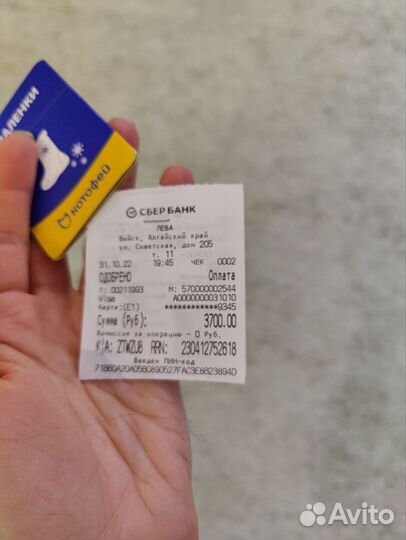 ВАЛЕНКИ
КОТОФЕЙ
СБЕРБАНК
ЛЕВА
Бийск, Алтайский край
ул. Советская, дом 205
т. 11
31.10.22 19:45 ЧЕК 0002
ОДОБРЕНО Оплата
Т: 00211993 М: 570000002544
Visa A0000000031010
Карта:(E1) ************9345
Сумма (Руб): 3700.00
Комиссия за операцию - 0 Руб.
К/А: ZTWZU8 RRN: 230412752618
Введен ПИН-код
71860A20A0580890527FAC3E8823894D
Avito